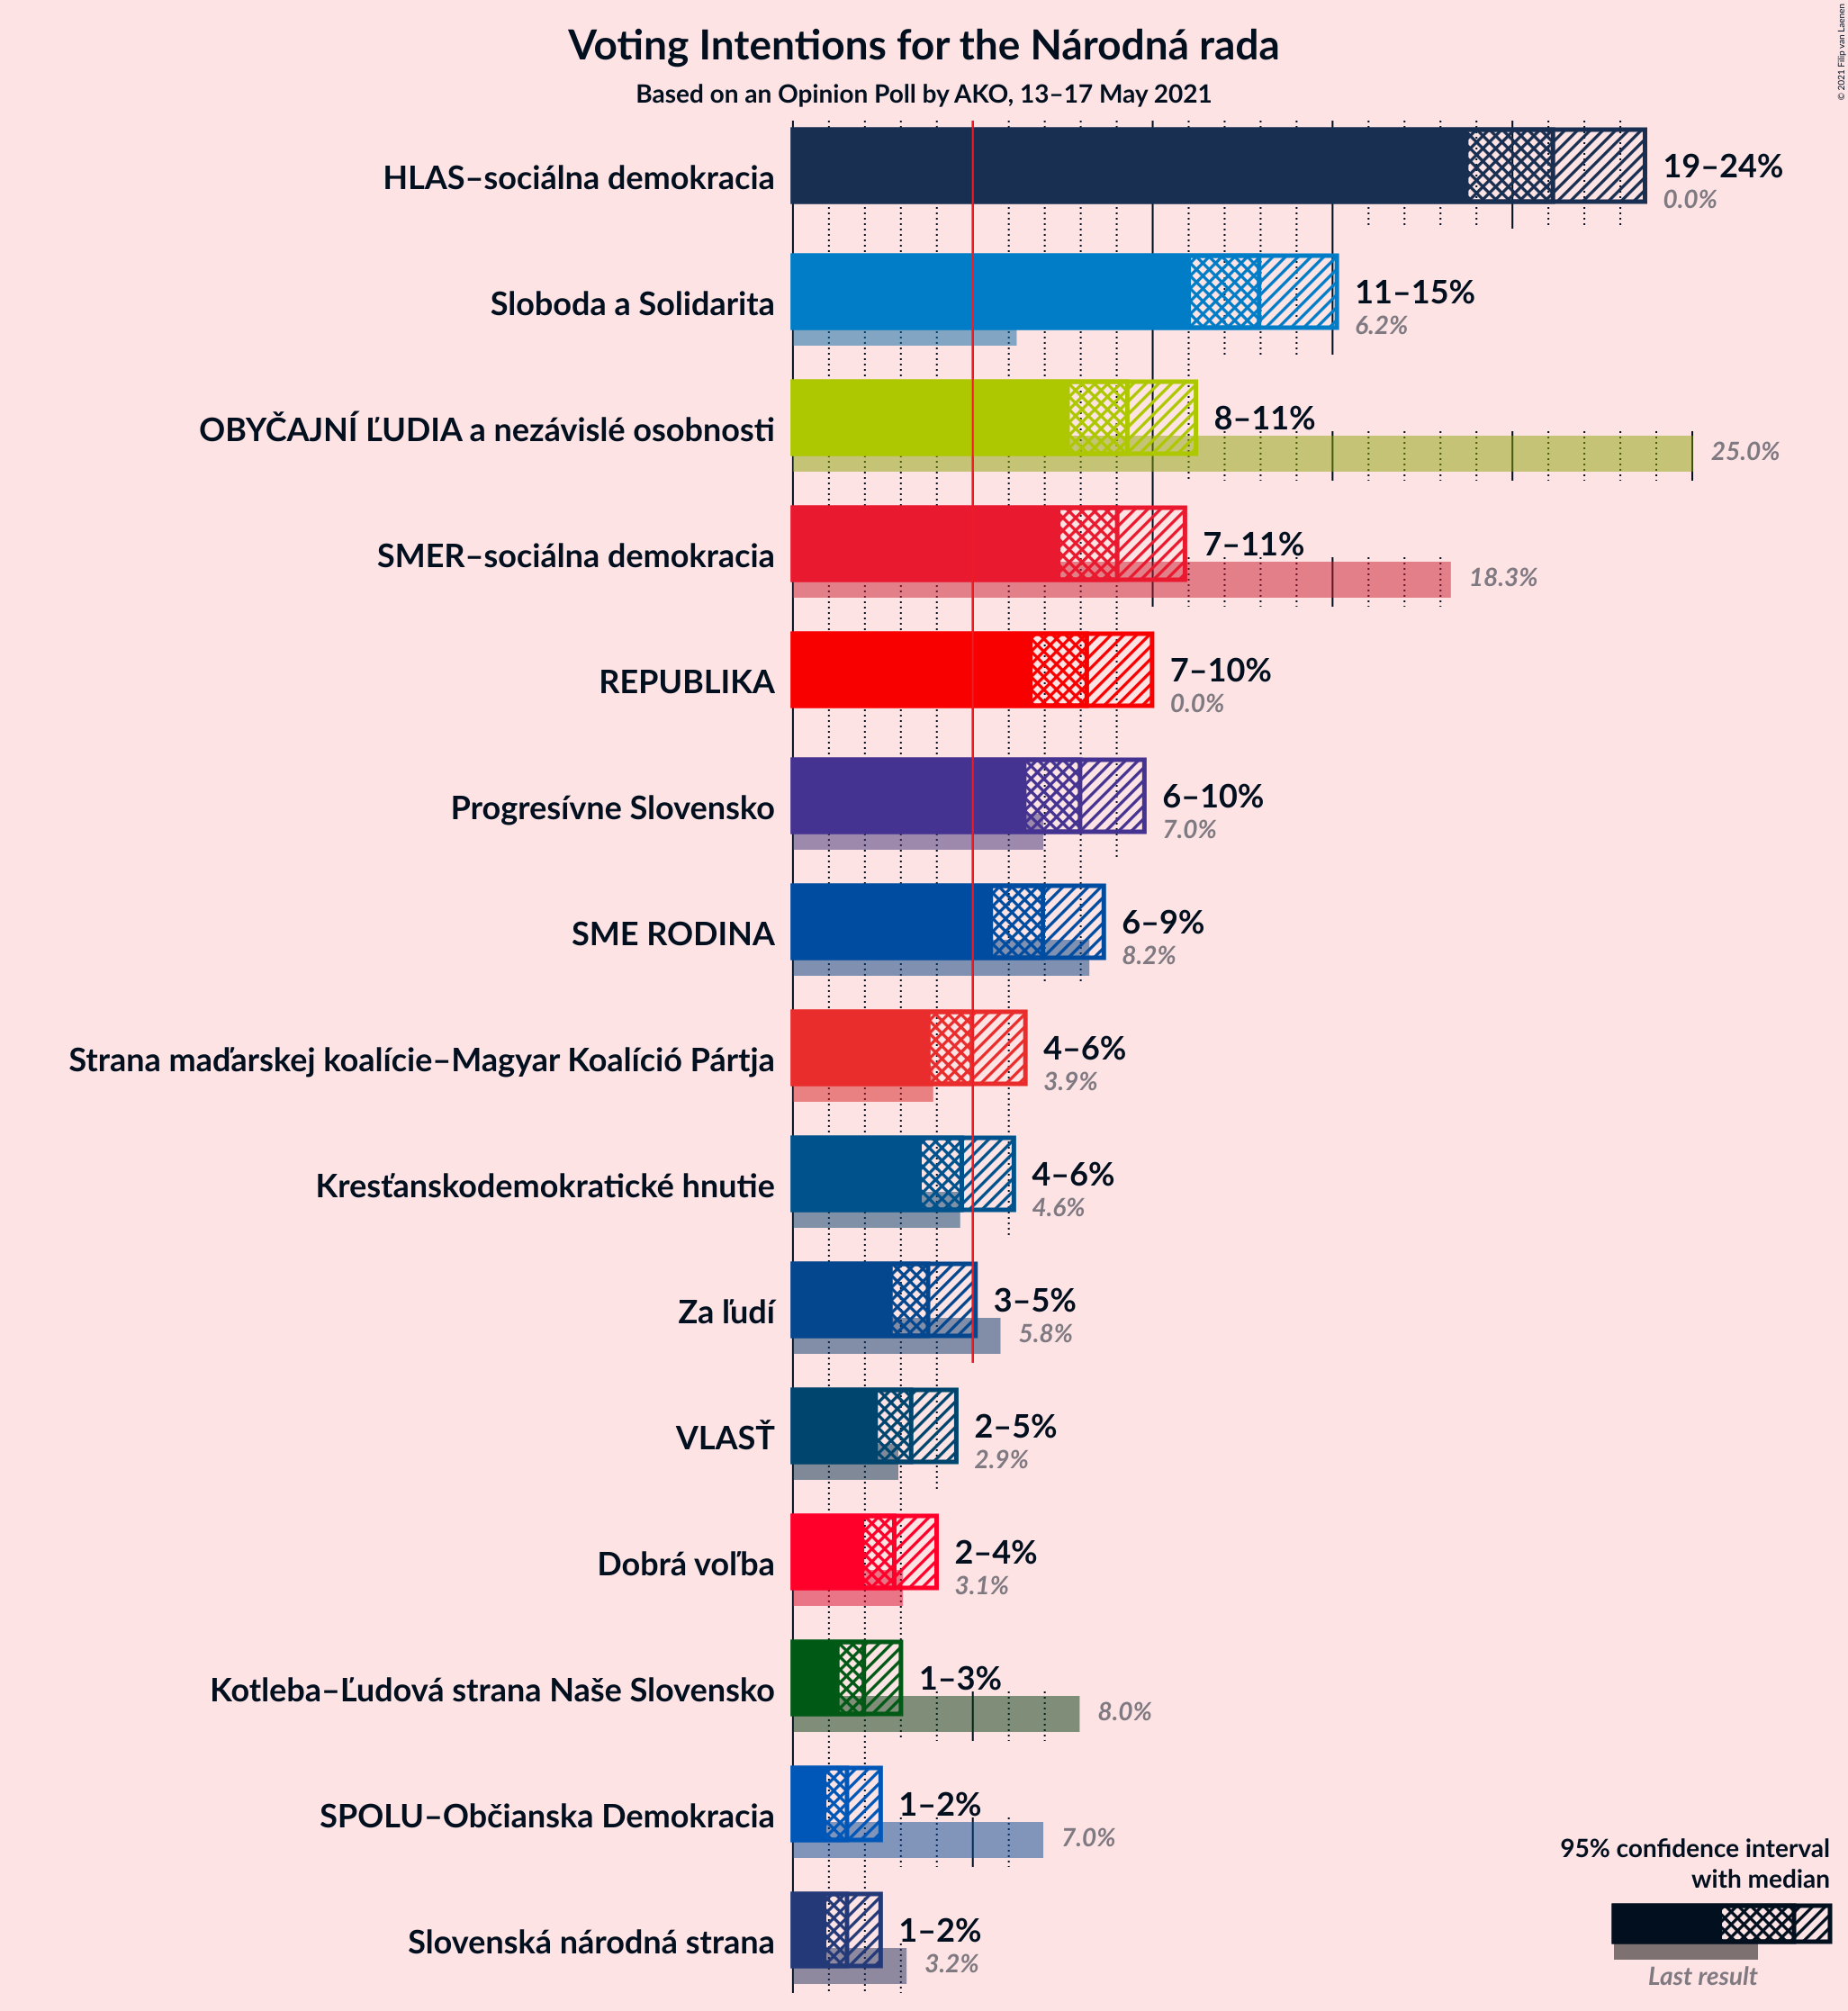 Voting Intentions for the Národná rada
Based on an Opinion Poll by AKO, 13–17 May 2021
© 2021 Filip van Laenen
HLAS–sociálna demokracia
19–24%
0.0%
Sloboda a Solidarita
11–15%
6.2%
OBYČAJNÍ ĽUDIA a nezávislé osobnosti
8–11%
25.0%
SMER–sociálna demokracia
7–11%
18.3%
REPUBLIKA
7–10%
0.0%
Progresívne Slovensko
6–10%
7.0%
SME RODINA
6–9%
8.2%
Strana maďarskej koalície–Magyar Koalíció Pártja
4–6%
3.9%
Kresťanskodemokratické hnutie
4–6%
4.6%
Za ľudí
3–5%
5.8%
VLASŤ
2–5%
2.9%
Dobrá voľba
2–4%
3.1%
Kotleba–Ľudová strana Naše Slovensko
1–3%
8.0%
SPOLU–Občianska Demokracia
1–2%
7.0%
Slovenská národná strana
1–2%
3.2%
95% confidence interval
with median
Last result